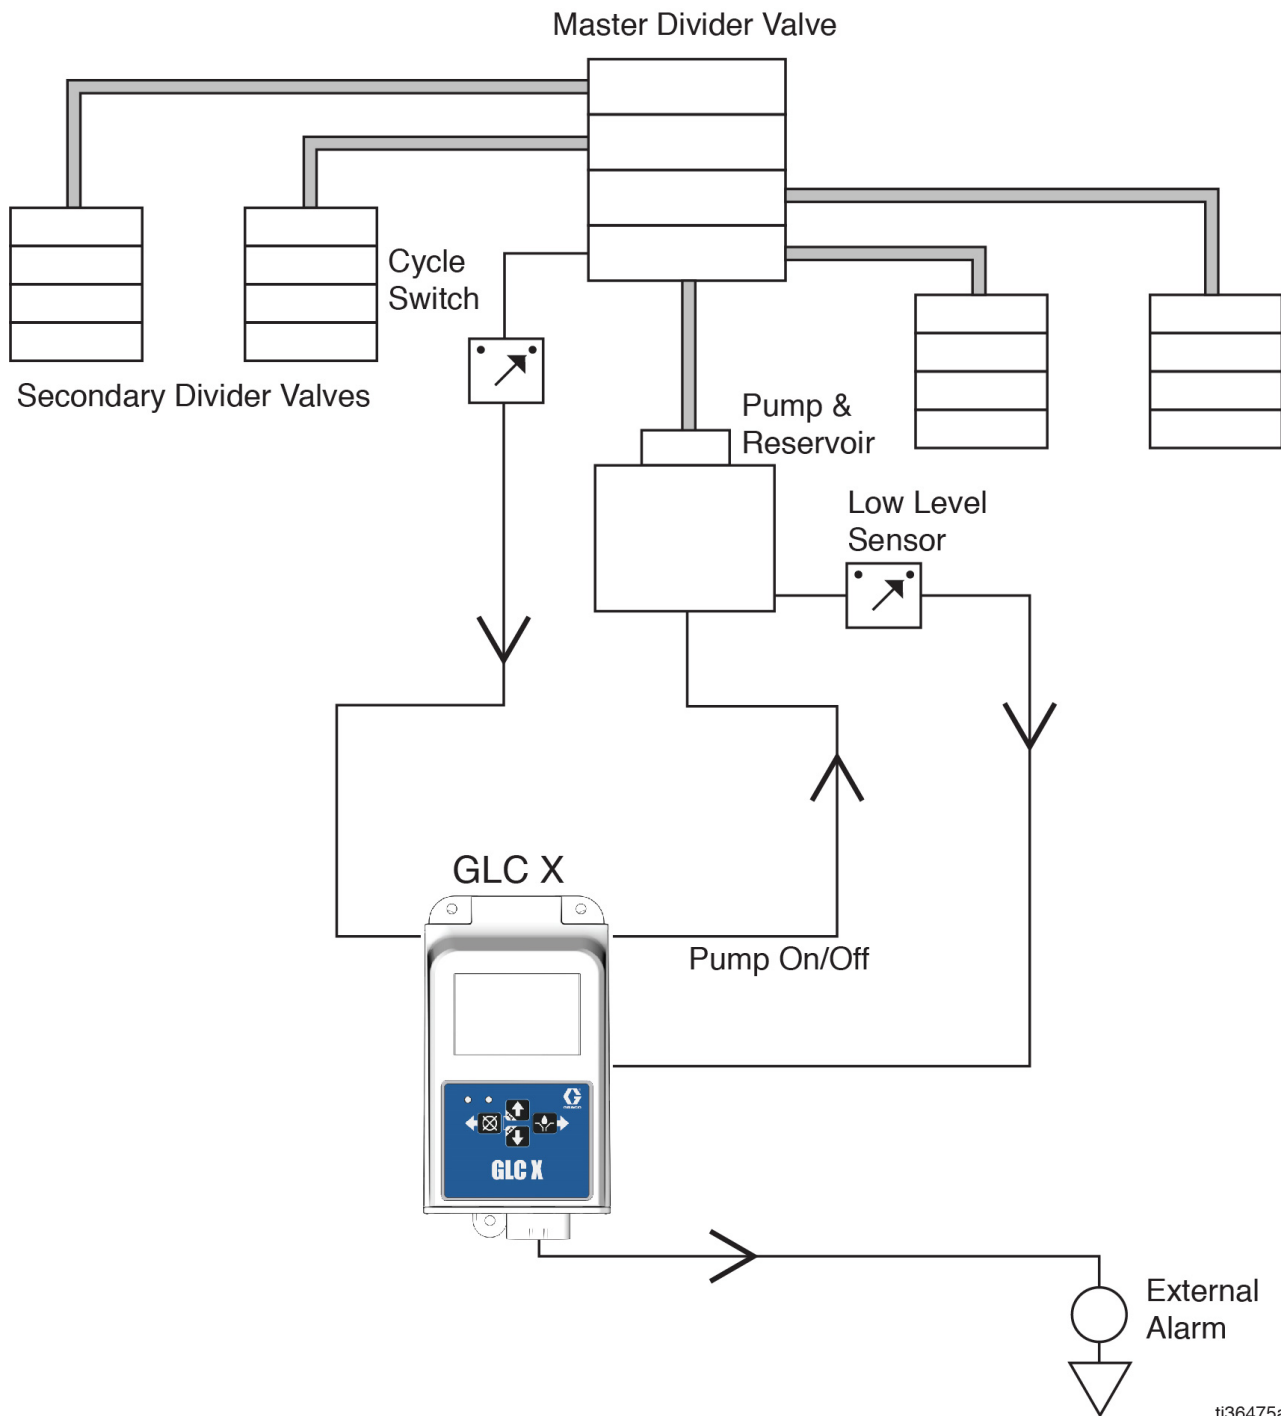 Master Divider Valve
Cycle
Switch
Secondary Divider Valves
Pump &
Reservoir
Low Level
Sensor
GLC X
Pump On/Off
GLC X
External
Alarm
ti36475a